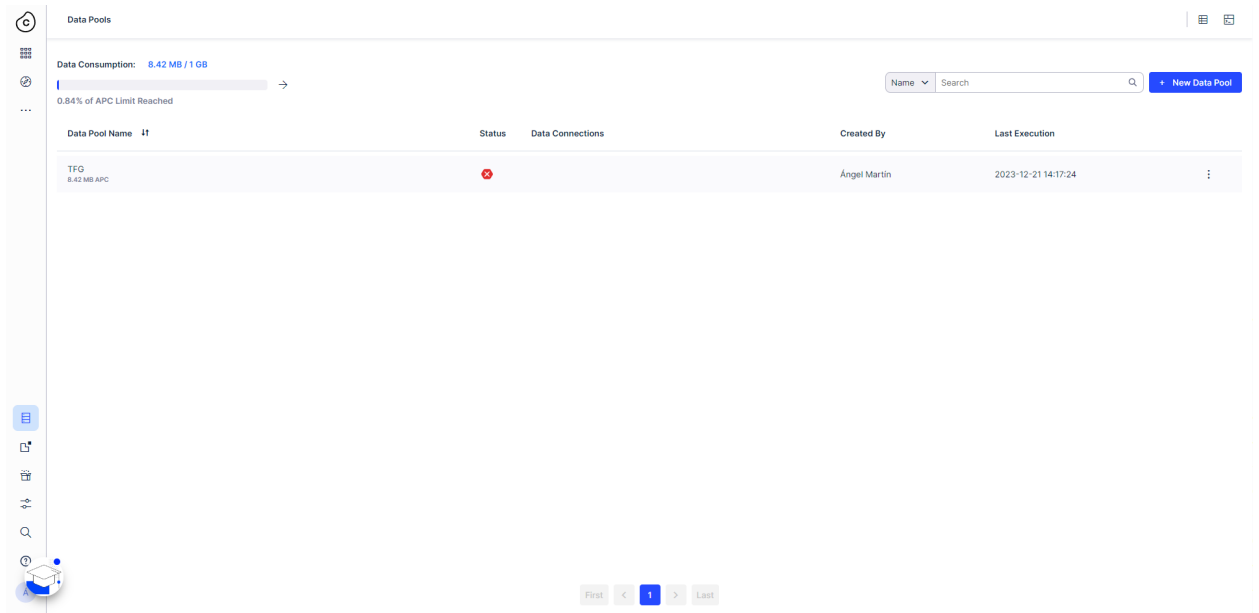 C
Data Pools
Data Consumption: 8.42 MB / 1 GB
0.84% of APC Limit Reached
Name Search + New Data Pool
Data Pool Name Status Data Connections Created By Last Execution
TFG Ángel Martín 2023-12-21 14:17:24
8.42 MB APC
A
First < 1 > Last